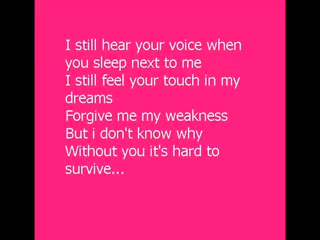 I still hear your voice when
you sleep next to me
I still feel your touch in my
dreams
Forgive me my weakness
But i don't know why
Without you it's hard to
survive...